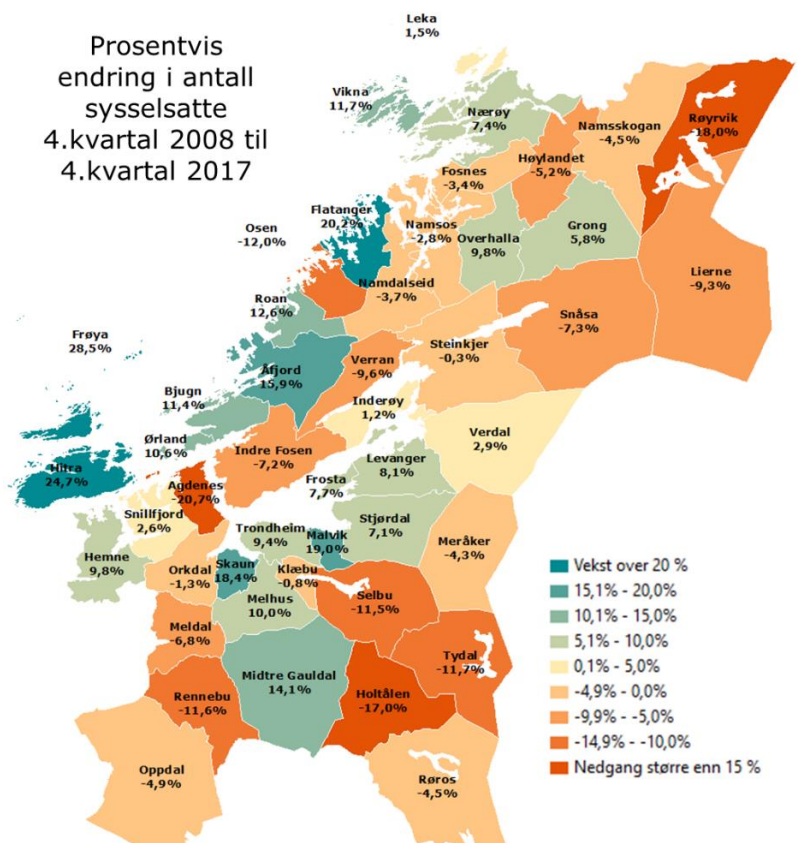 Prosentvis
endring i antall
sysselsatte
4.kvartal 2008 til
4.kvartal 2017
Leka
1,5%
Vikna
11,7%
Nærøy
7,4%
Namsskogan
-4,5%
Røyrvik
-18,0%
Høylandet
-5,2%
Fosnes
-3,4%
Flatanger
20,2%
Osen
-12,0%
Namsos
-2,8%
Overhalla
9,8%
Grong
5,8%
Lierne
-9,3%
Namdalseid
-3,7%
Roan
12,6%
Snåsa
-7,3%
Frøya
28,5%
Steinkjer
-0,3%
Verran
-9,6%
Åfjord
15,9%
Bjugn
11,4%
Inderøy
1,2%
Verdal
2,9%
Ørland
10,6%
Indre Fosen
-7,2%
Levanger
8,1%
Hitra
24,7%
Agdenes
-20,7%
Frosta
7,7%
Snillfjord
2,6%
Stjørdal
7,1%
Trondheim
9,4%
Malvik
19,0%
Meråker
-4,3%
Hemne
9,8%
Orkdal
-1,3%
Skaun
18,4%
Klæbu
-0,8%
Melhus
10,0%
Selbu
-11,5%
Meldal
-6,8%
Tydal
-11,7%
Midtre Gauldal
14,1%
Rennebu
-11,6%
Holtålen
-17,0%
Oppdal
-4,9%
Røros
-4,5%
Vekst over 20 %
15,1% - 20,0%
10,1% - 15,0%
5,1% - 10,0%
0,1% - 5,0%
-4,9% - 0,0%
-9,9% - -5,0%
-14,9% - -10,0%
Nedgang større enn 15 %